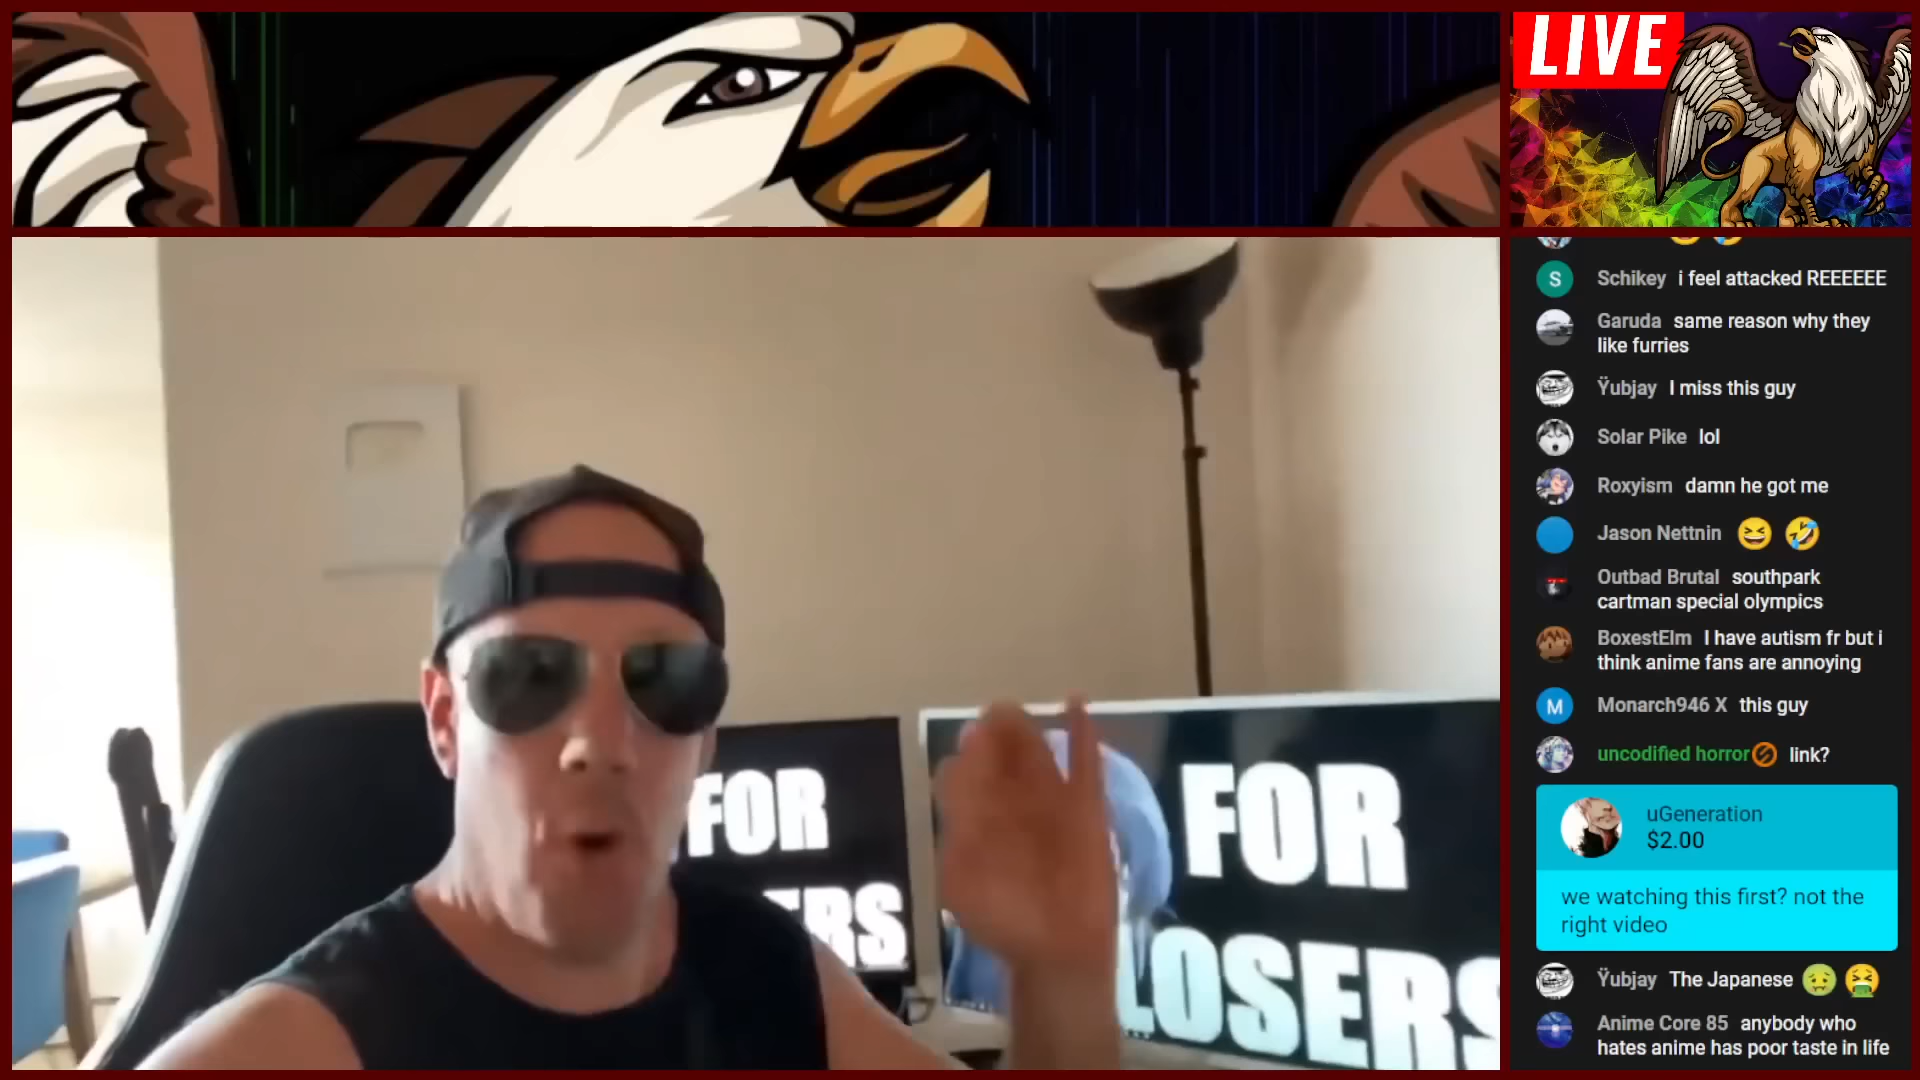 LIVE
Schikey i feel attacked REEEEEE
Garuda same reason why they
like furries
Ÿubjay I miss this guy
Solar Pike lol
Roxyism damn he got me
Jason Nettnin 😆 🤣
Outbad Brutal southpark
cartman special olympics
BoxestElm I have autism fr but i
think anime fans are annoying
M
Monarch946 X this guy
uncodified horror link?
uGeneration
$2.00
we watching this first? not the
right video
Ÿubjay The Japanese 🤢 🤮
Anime Core 85 anybody who
hates anime has poor taste in life
S
FOR
ERS
FOR
LOSERS